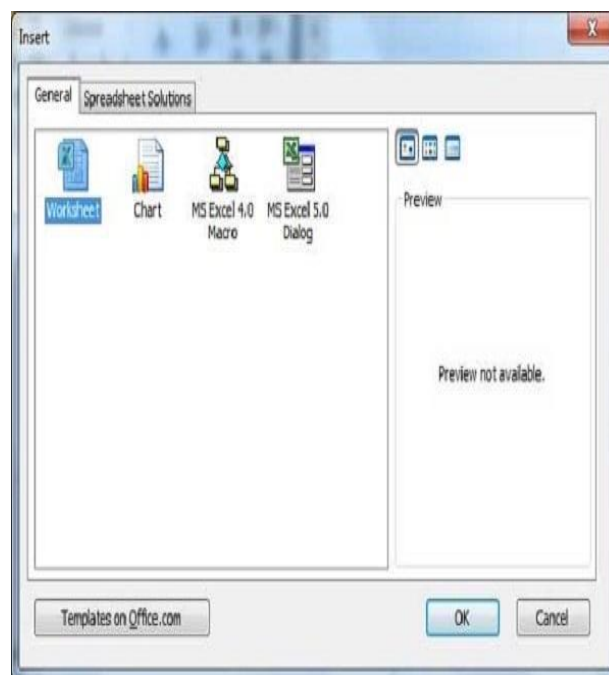 Insert
General
Spreadsheet Solutions
Worksheet
Chart
MS Excel 4.0
Macro
MS Excel 5.0
Dialog
Preview
Preview not available.
Templates on Office.com
OK
Cancel